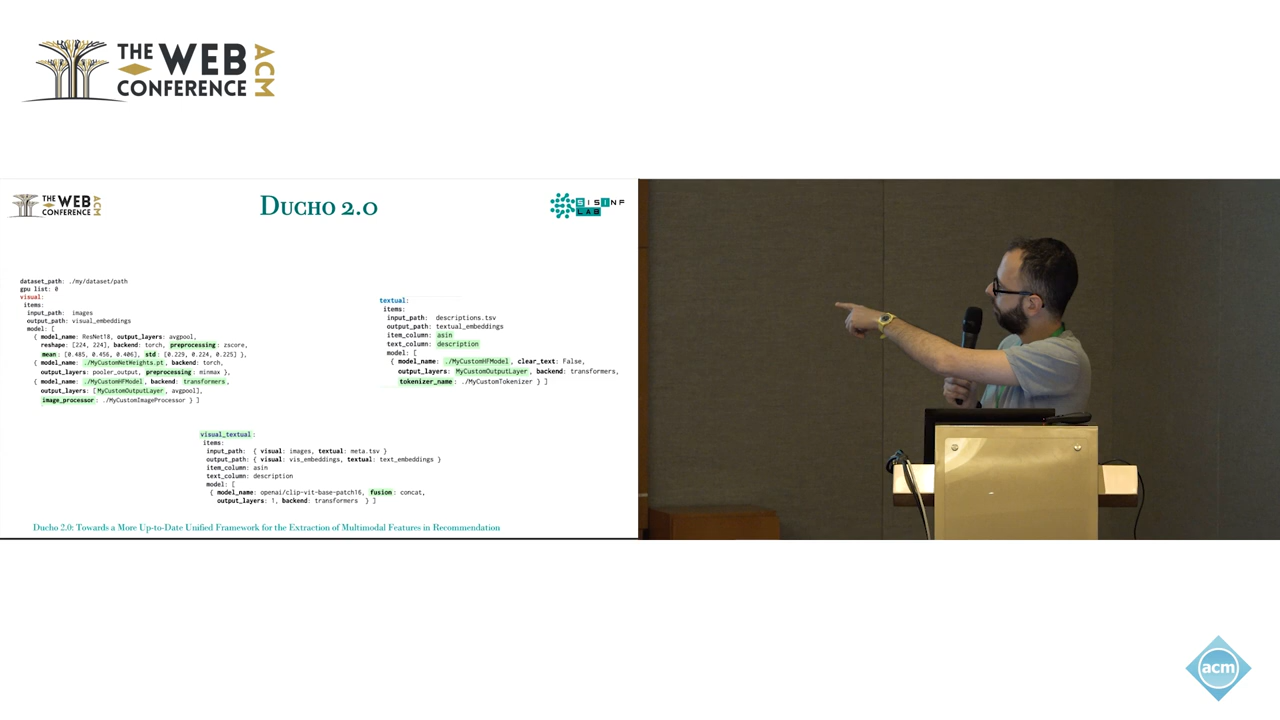 THE WEB
CONFERENCE
ACM
THE WEB
CONFERENCE
ACM
DUCHO 2.0
SISINF
LAB
dataset_path: ./my/dataset/path
gpu list: 0
visual:
items:
input_path: images
output_path: visual_embeddings
model: [
{ model_name: ResNet18, output_layers: avgpool,
reshape: [224, 224], backend: torch, preprocessing: zscore,
mean: [0.485, 0.456, 0.406], std: [0.229, 0.224, 0.225] },
{ model_name: ./MyCustomNetWeights.pt, backend: torch,
output_layers: pooler_output, preprocessing: minmax },
{ model_name: ./MyCustomHFModel, backend: transformers,
output_layers: [MyCustomOutputLayer, avgpool],
image_processor: ./MyCustomImageProcessor } ]
textual:
items:
input_path: descriptions.tsv
output_path: textual_embeddings
item_column: asin
text_column: description
model: [
{ model_name: ./MyCustomHFModel, clear_text: False,
output_layers: MyCustomOutputLayer, backend: transformers,
tokenizer_name: ./MyCustomTokenizer } ]
visual_textual:
items:
input_path: { visual: images, textual: meta.tsv }
output_path: { visual: vis_embeddings, textual: text_embeddings }
item_column: asin
text_column: description
model: [
{ model_name: openai/clip-vit-base-patch16, fusion: concat,
output_layers: 1, backend: transformers } ]
Ducho 2.0: Towards a More Up-to-Date Unified Framework for the Extraction of Multimodal Features in Recommendation
acm